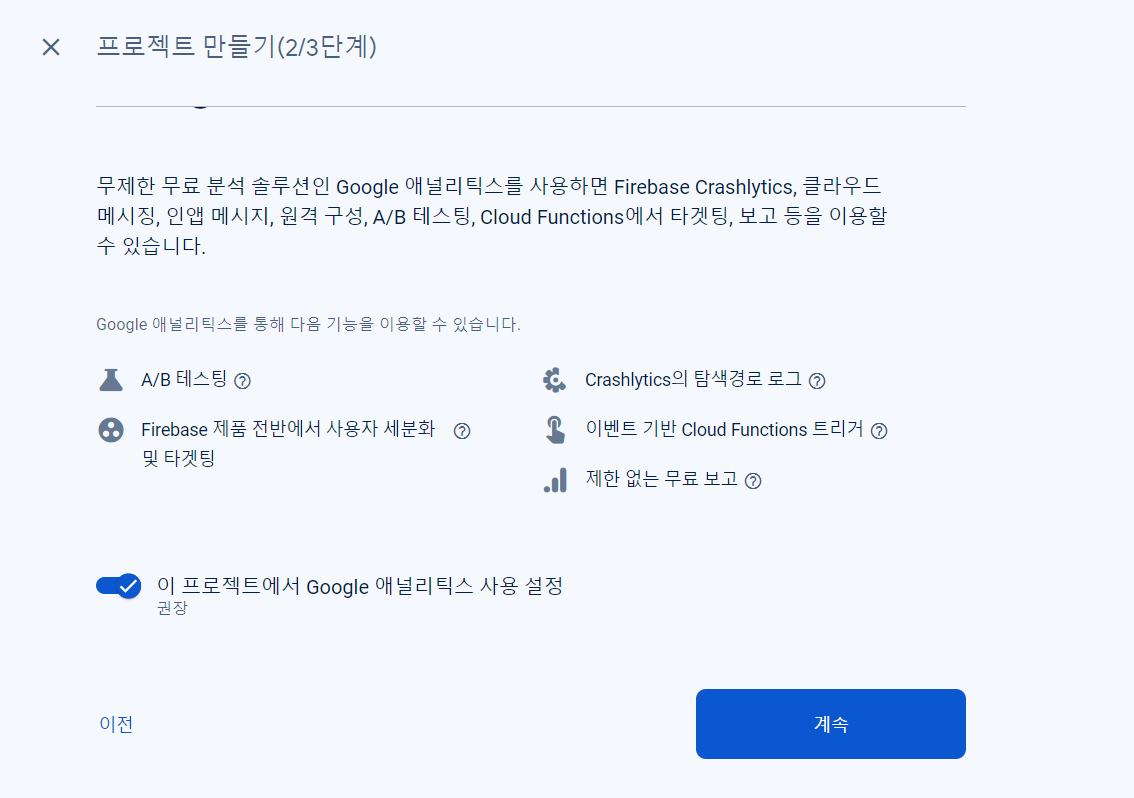 프로젝트 만들기(2/3단계)
무제한 무료 분석 솔루션인 Google 애널리틱스를 사용하면 Firebase Crashlytics, 클라우드
메시징, 인앱 메시지, 원격 구성, A/B 테스팅, Cloud Functions에서 타겟팅, 보고 등을 이용할
수 있습니다.
Google 애널리틱스를 통해 다음 기능을 이용할 수 있습니다.
A/B 테스팅
Firebase 제품 전반에서 사용자 세분화
및 타겟팅
Crashlytics의 탐색경로 로그
이벤트 기반 Cloud Functions 트리거
제한 없는 무료 보고
이 프로젝트에서 Google 애널리틱스 사용 설정
권장
이전
계속